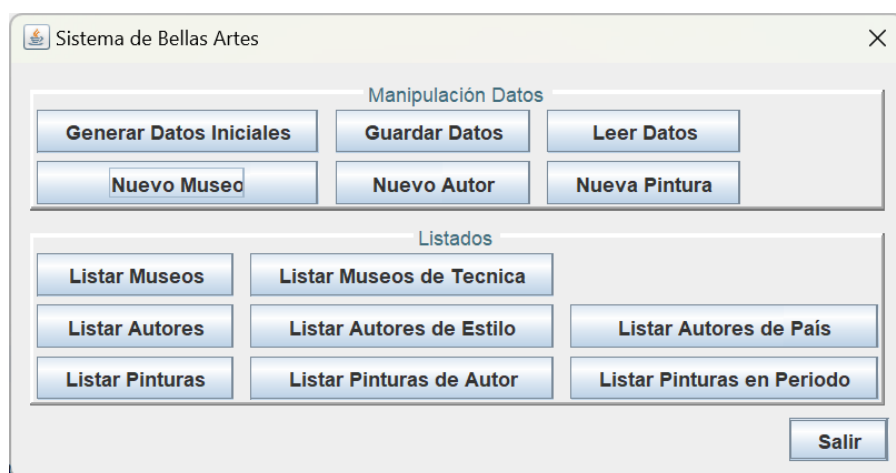 Sistema de Bellas Artes
Manipulación Datos
Generar Datos Iniciales Guardar Datos Leer Datos
Nuevo Museo Nuevo Autor Nueva Pintura
Listados
Listar Museos Listar Museos de Tecnica
Listar Autores Listar Autores de Estilo Listar Autores de País
Listar Pinturas Listar Pinturas de Autor Listar Pinturas en Periodo
Salir